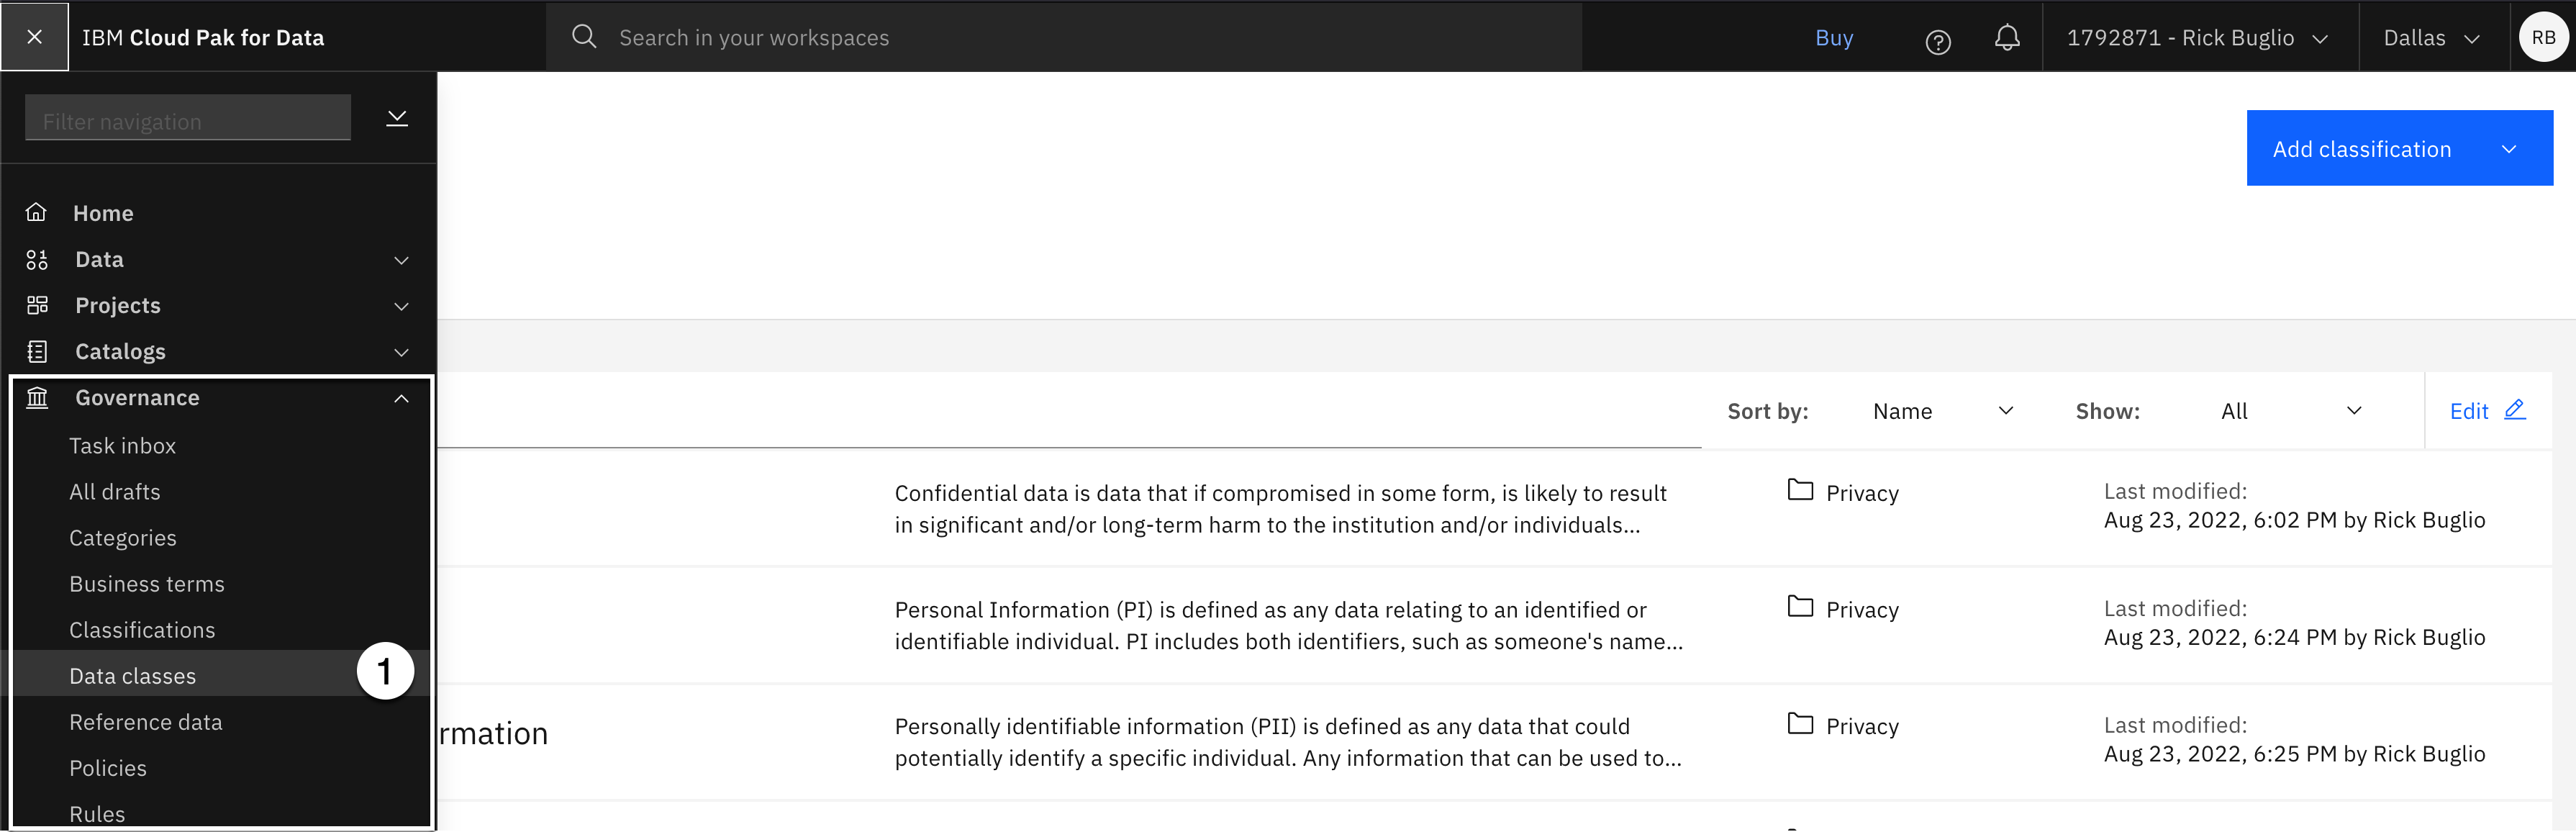 IBM Cloud Pak for Data
Search in your workspaces
Buy
1792871 - Rick Buglio
Dallas
RB
Filter navigation
Add classification
Home
Data
Projects
Catalogs
Governance
Task inbox
All drafts
Categories
Business terms
Classifications
Data classes
1
Reference data
Policies
Rules
Sort by:
Name
Show:
All
Edit
Confidential data is data that if compromised in some form, is likely to result
in significant and/or long-term harm to the institution and/or individuals...
Privacy
Last modified:
Aug 23, 2022, 6:02 PM by Rick Buglio
Personal Information (PI) is defined as any data relating to an identified or
identifiable individual. PI includes both identifiers, such as someone's name...
Privacy
Last modified:
Aug 23, 2022, 6:24 PM by Rick Buglio
rmation
Personally identifiable information (PII) is defined as any data that could
potentially identify a specific individual. Any information that can be used to...
Privacy
Last modified:
Aug 23, 2022, 6:25 PM by Rick Buglio